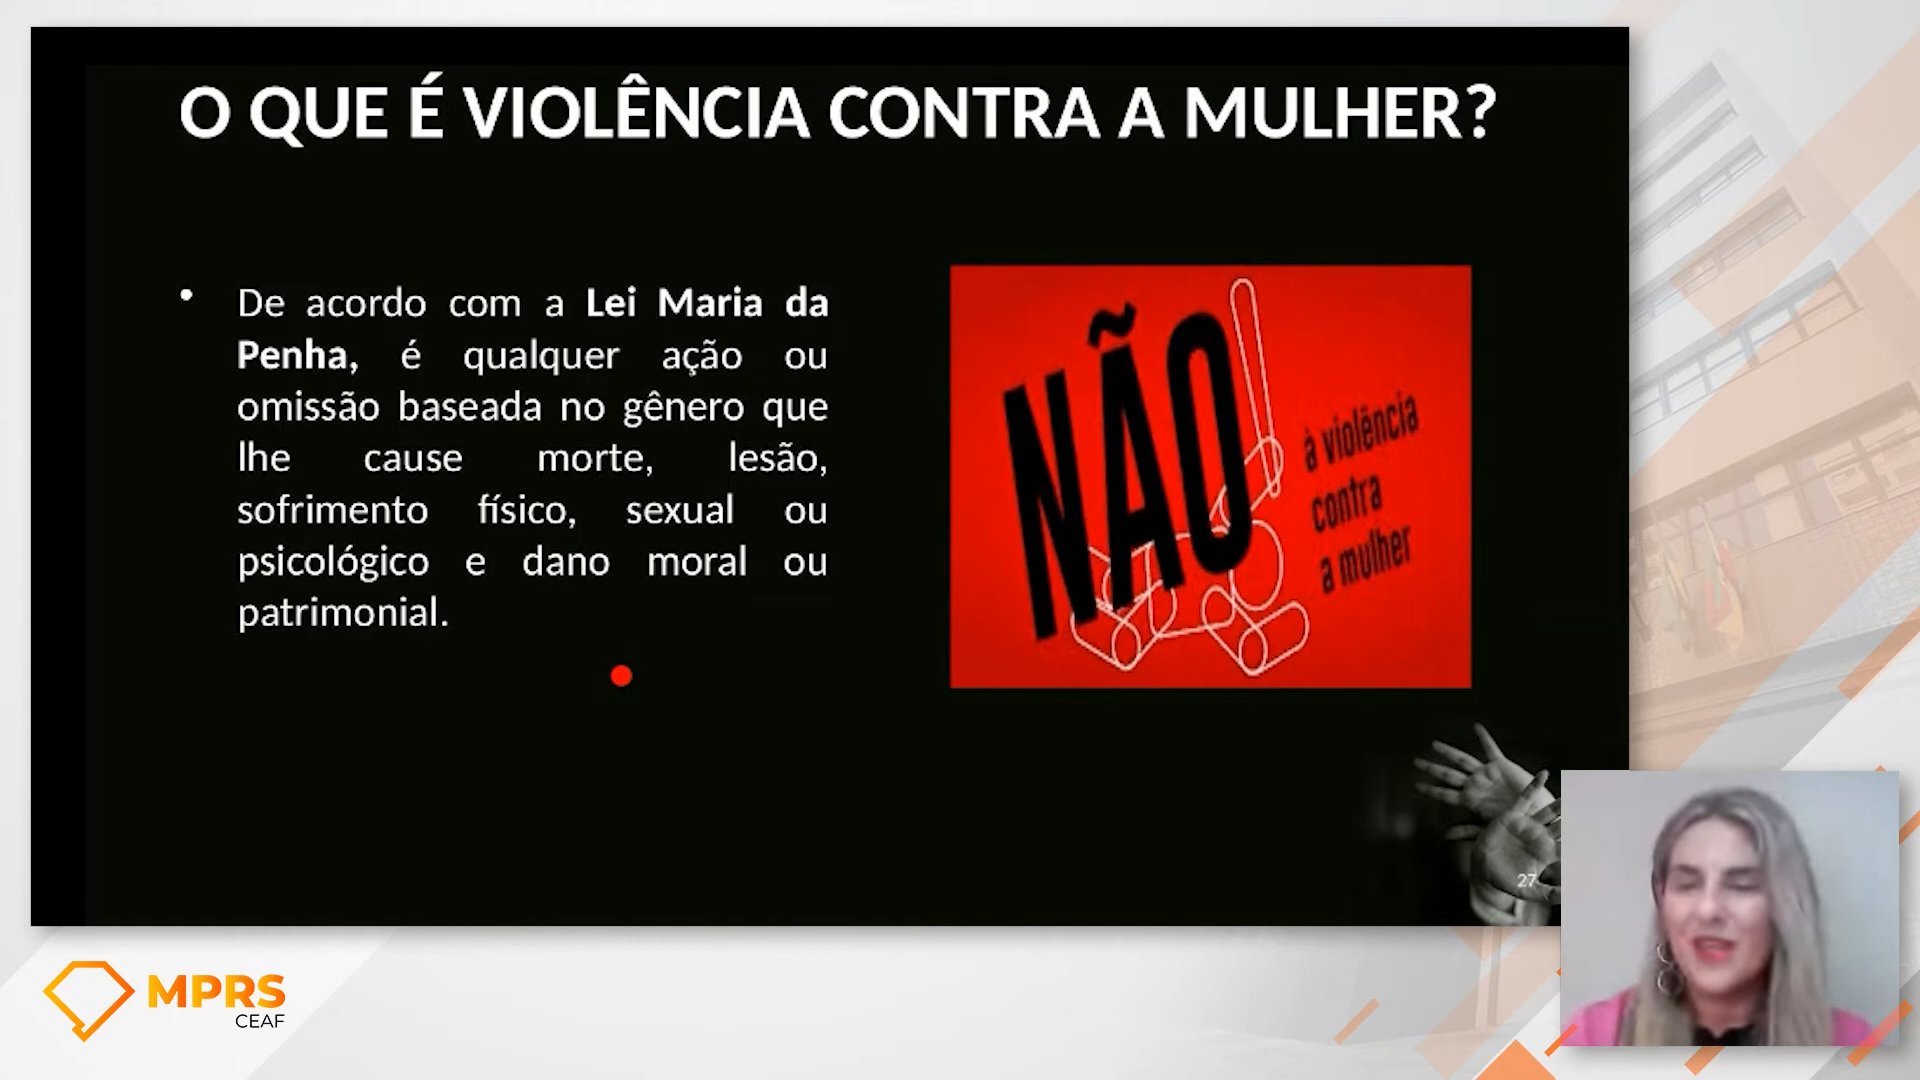 O QUE É VIOLÊNCIA CONTRA A MULHER?
• De acordo com a Lei Maria da
Penha, é qualquer ação ou
omissão baseada no gênero que
lhe cause morte, lesão,
sofrimento físico, sexual ou
psicológico e dano moral ou
patrimonial.
NÃO
à violência
contra
a mulher
27
MPRS
CEAF